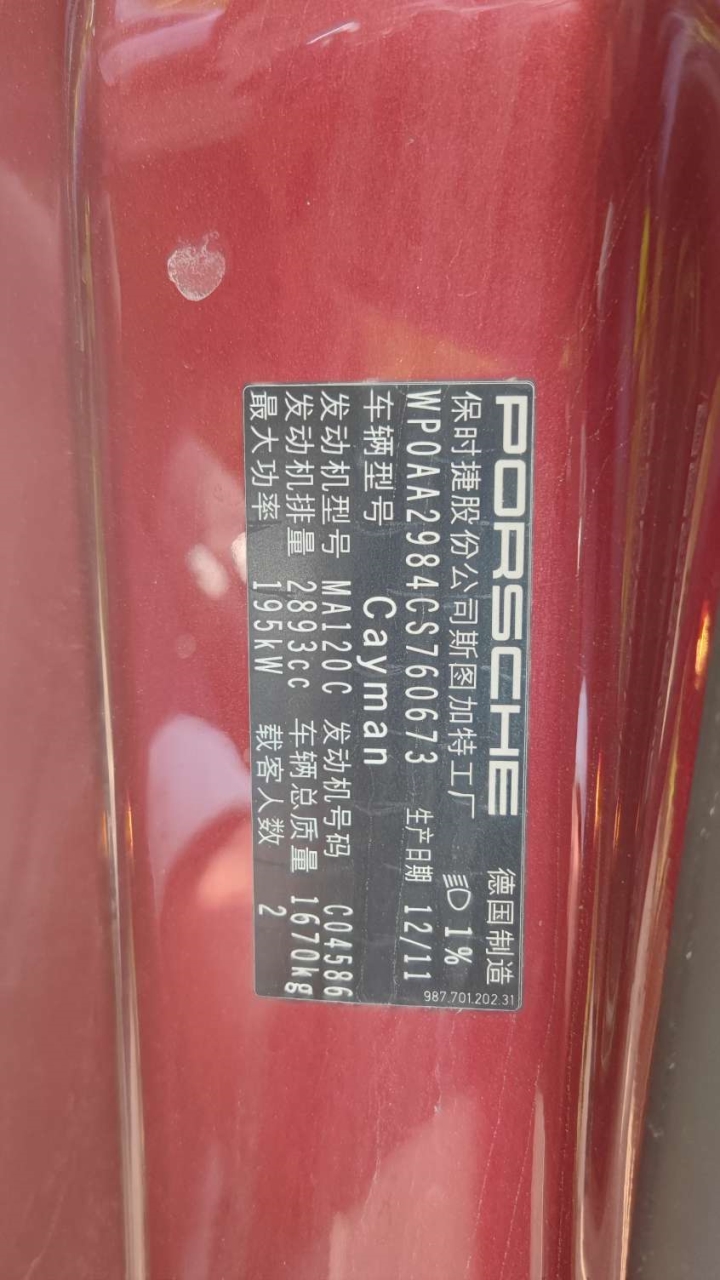 PORSCHE 德国制造
保时捷股份公司斯图加特工厂 1%
WP0AA2984CS760673 生产日期 12/11
车辆型号 Cayman
发动机型号 MA120C 发动机号码 C04586
发动机排量 2893cc 车辆总质量 1670kg
最大功率 195kW 载客人数 2
987.701.202.31